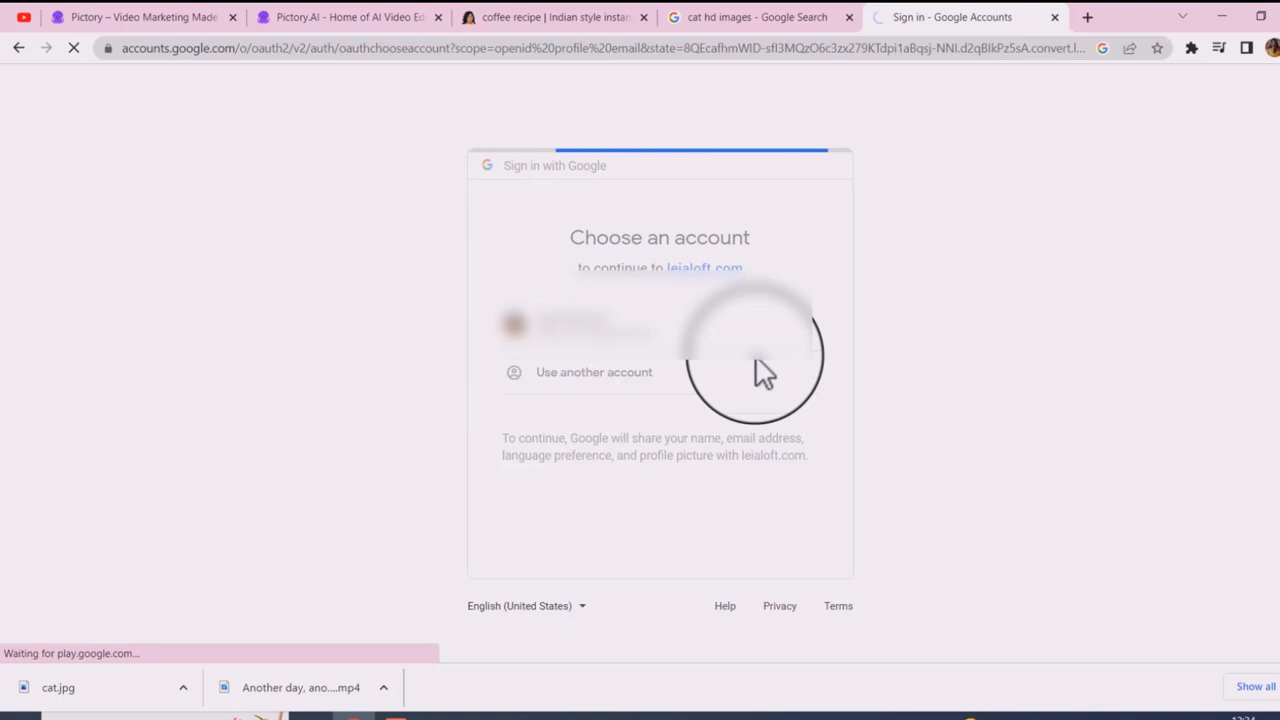 Pictory – Video Marketing Made
Pictory.AI - Home of AI Video Ed
coffee recipe | Indian style instan
cat hd images - Google Search
Sign in - Google Accounts
accounts.google.com/o/oauth2/v2/auth/oauthchooseaccount?scope=openid%20profile%20email&state=8QEcafhmWID-sfI3MQzO6c3zx279KTdpi1aBqsj-NNI.d2qBIkPz5sA.convert.l...
Sign in with Google
Choose an account
to continue to leialoft.com
Use another account
To continue, Google will share your name, email address,
language preference, and profile picture with leialoft.com.
English (United States)
Help
Privacy
Terms
Waiting for play.google.com...
cat.jpg
Another day, ano....mp4
Show all